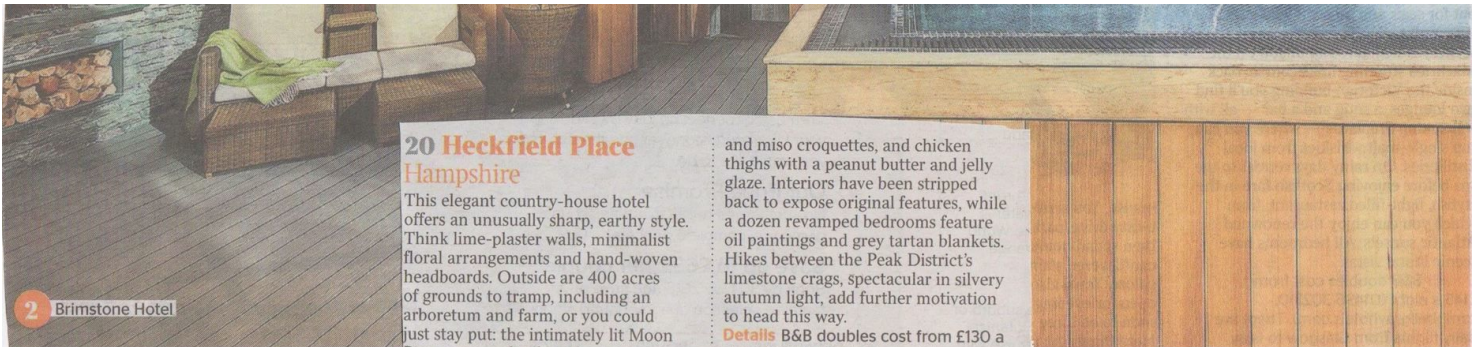 20 Heckfield Place
Hampshire
This elegant country-house hotel
offers an unusually sharp, earthy style.
Think lime-plaster walls, minimalist
floral arrangements and hand-woven
headboards. Outside are 400 acres
of grounds to tramp, including an
arboretum and farm, or you could
just stay put: the intimately lit Moon
and miso croquettes, and chicken
thighs with a peanut butter and jelly
glaze. Interiors have been stripped
back to expose original features, while
a dozen revamped bedrooms feature
oil paintings and grey tartan blankets.
Hikes between the Peak District's
limestone crags, spectacular in silvery
autumn light, add further motivation
to head this way.
Details B&B doubles cost from £130 a
2 Brimstone Hotel